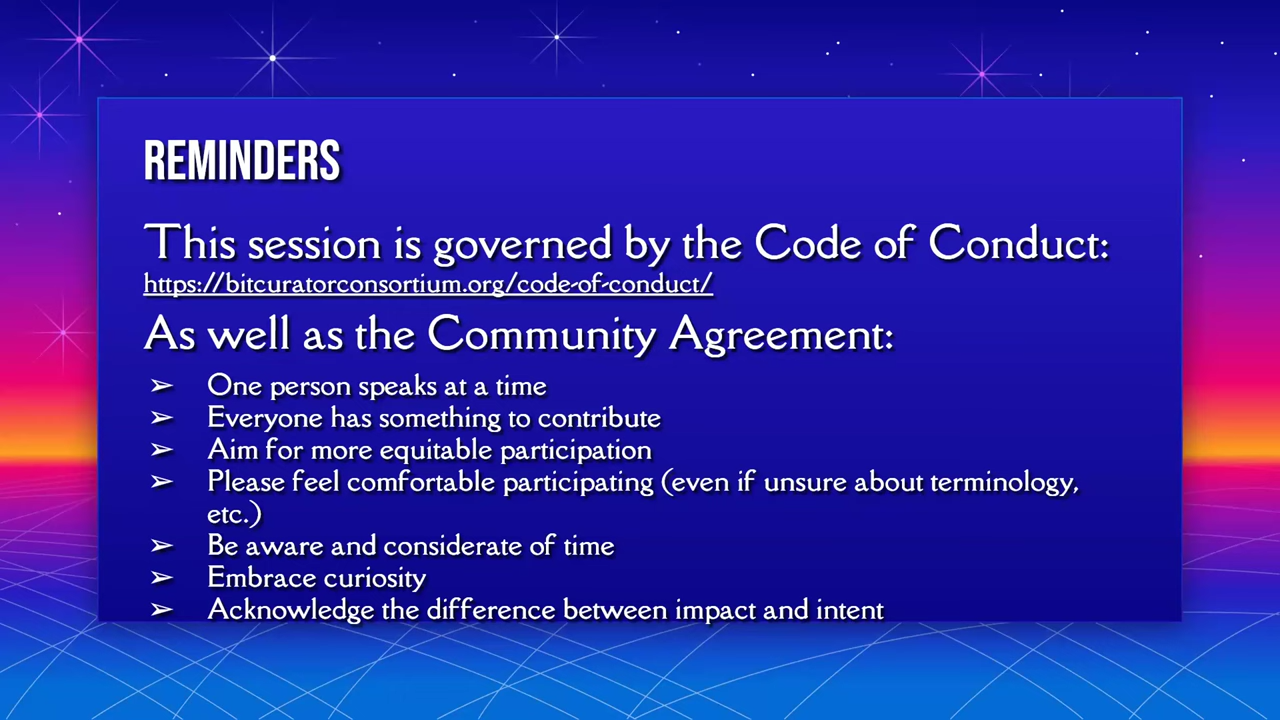 REMINDERS
This session is governed by the Code of Conduct:
https://bitcuratorconsortium.org/code-of-conduct/
As well as the Community Agreement:
➢ One person speaks at a time
➢ Everyone has something to contribute
➢ Aim for more equitable participation
➢ Please feel comfortable participating (even if unsure about terminology,
etc.)
➢ Be aware and considerate of time
➢ Embrace curiosity
➢ Acknowledge the difference between impact and intent